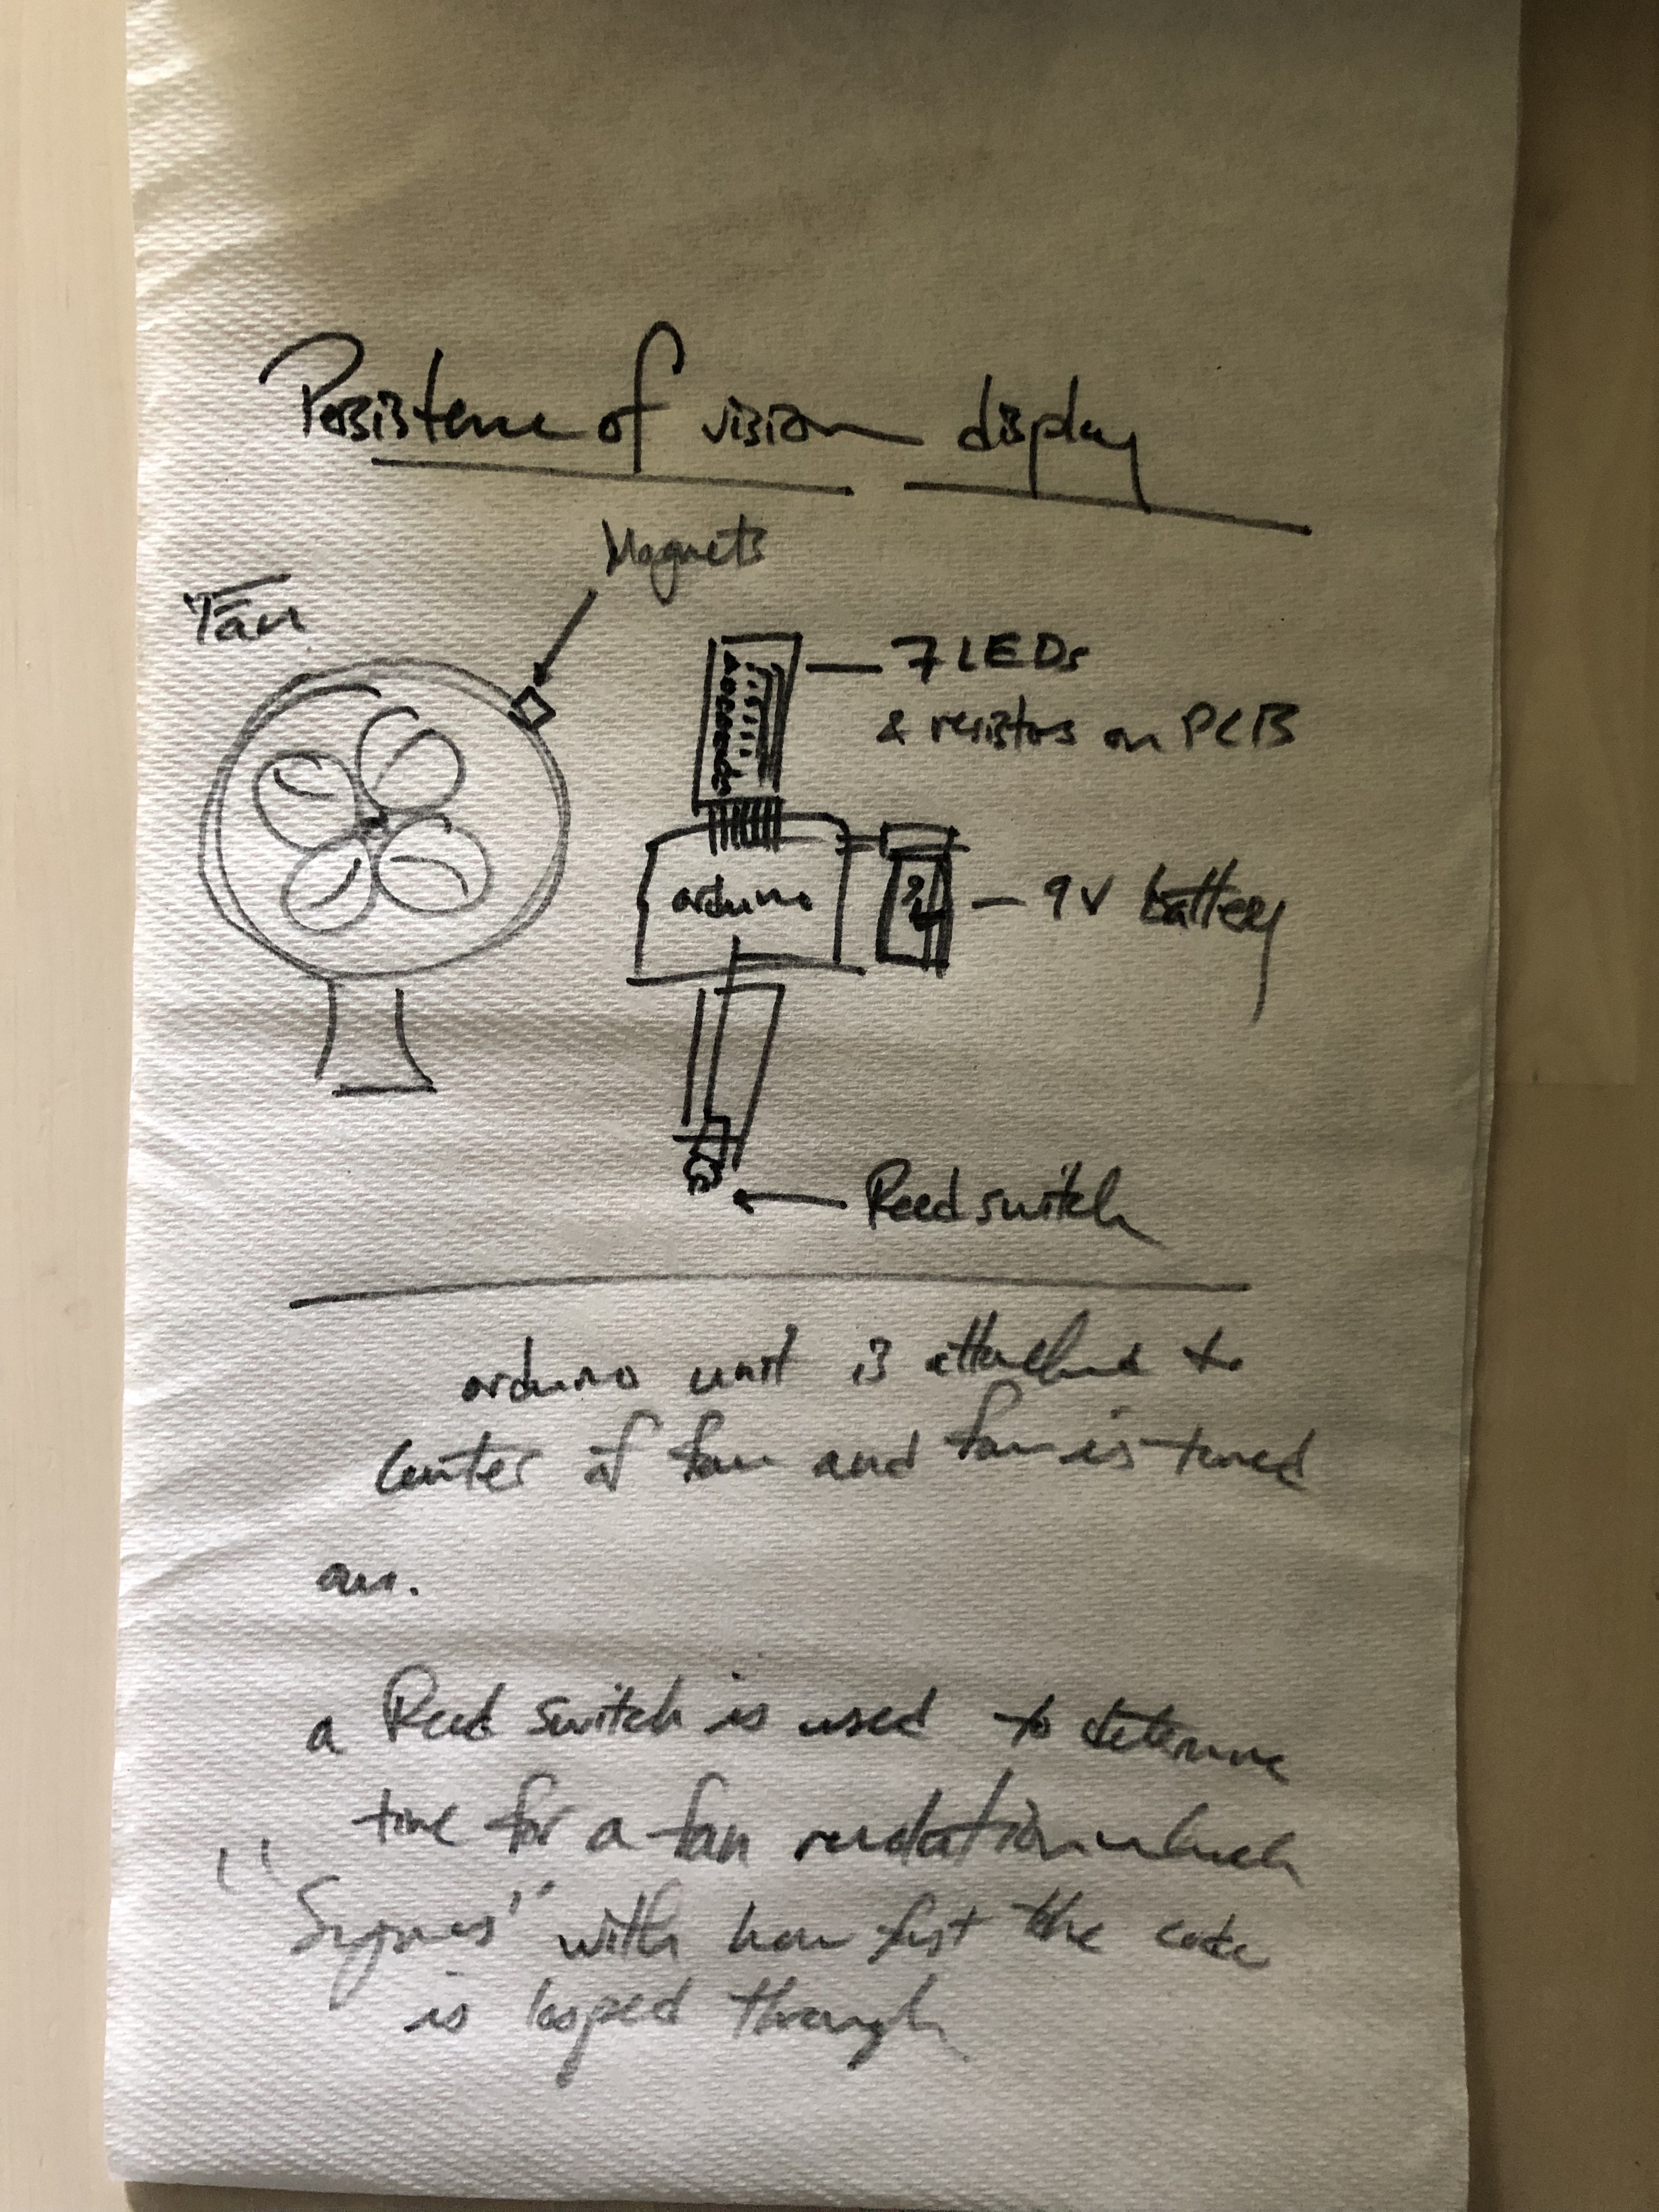 Persistence of vision display
Magnets
Fan
7 LEDs
& resistors on PCB
arduino
9V battery
Reed switch
arduino unit is attached to
center of fan and fan is turned
on.
a Reed switch is used to determine
time for a fan rotation which
"Syncs" with how fast the code
is looped through